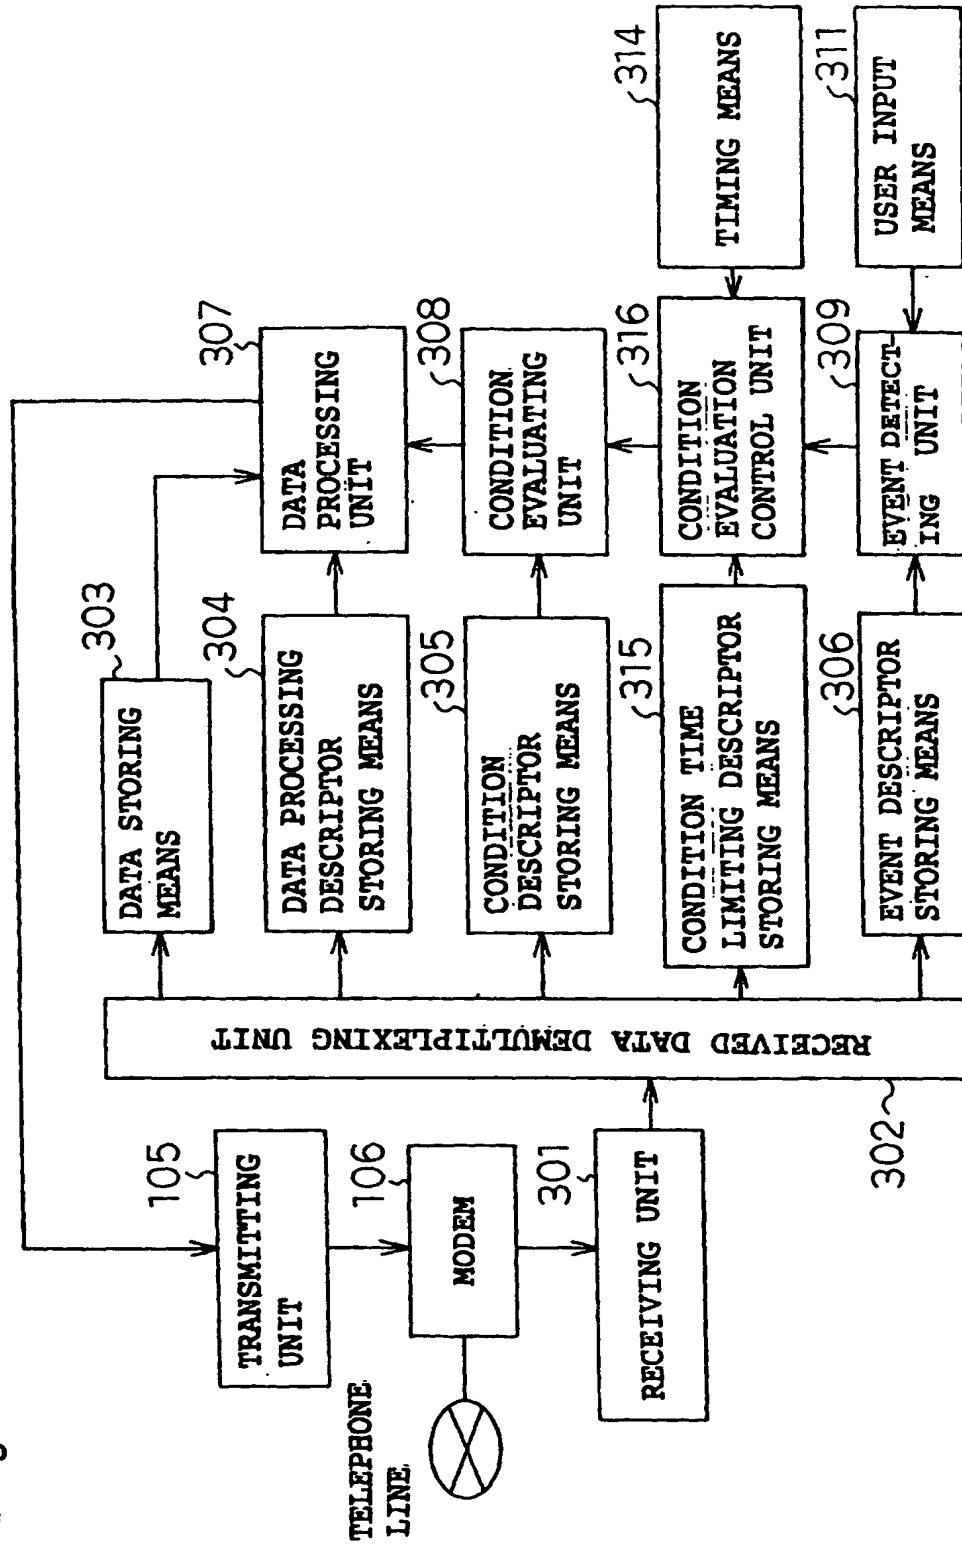 TELEPHONE
LINE
105
TRANSMITTING
UNIT
106
MODEM
301
RECEIVING UNIT
302
RECEIVED DATA DEMULTIPLEXING UNIT
303
DATA STORING
MEANS
304
DATA PROCESSING
DESCRIPTOR
STORING MEANS
305
CONDITION
DESCRIPTOR
STORING MEANS
315
CONDITION TIME
LIMITING DESCRIPTOR
STORING MEANS
306
EVENT DESCRIPTOR
STORING MEANS
307
DATA
PROCESSING
UNIT
308
CONDITION
EVALUATING
UNIT
316
CONDITION
EVALUATION
CONTROL UNIT
309
EVENT DETECT-
ING UNIT
314
TIMING MEANS
311
USER INPUT
MEANS